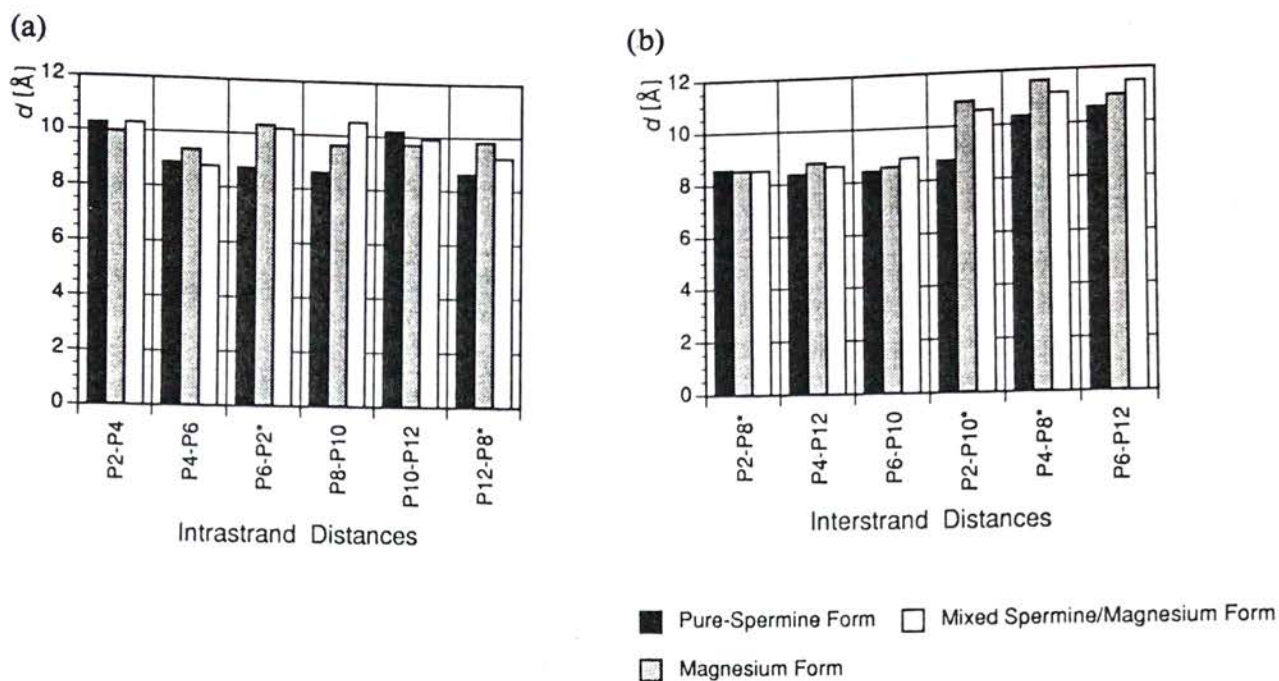 (a)
d [Å]
12
10
8
6
4
2
0
P2-P4
P4-P6
P6-P2*
P8-P10
P10-P12
P12-P8*
Intrastrand Distances
(b)
d [Å]
12
10
8
6
4
2
0
P2-P8*
P4-P12
P6-P10
P2-P10*
P4-P8*
P6-P12
Interstrand Distances
Pure-Spermine Form
Mixed Spermine/Magnesium Form
Magnesium Form